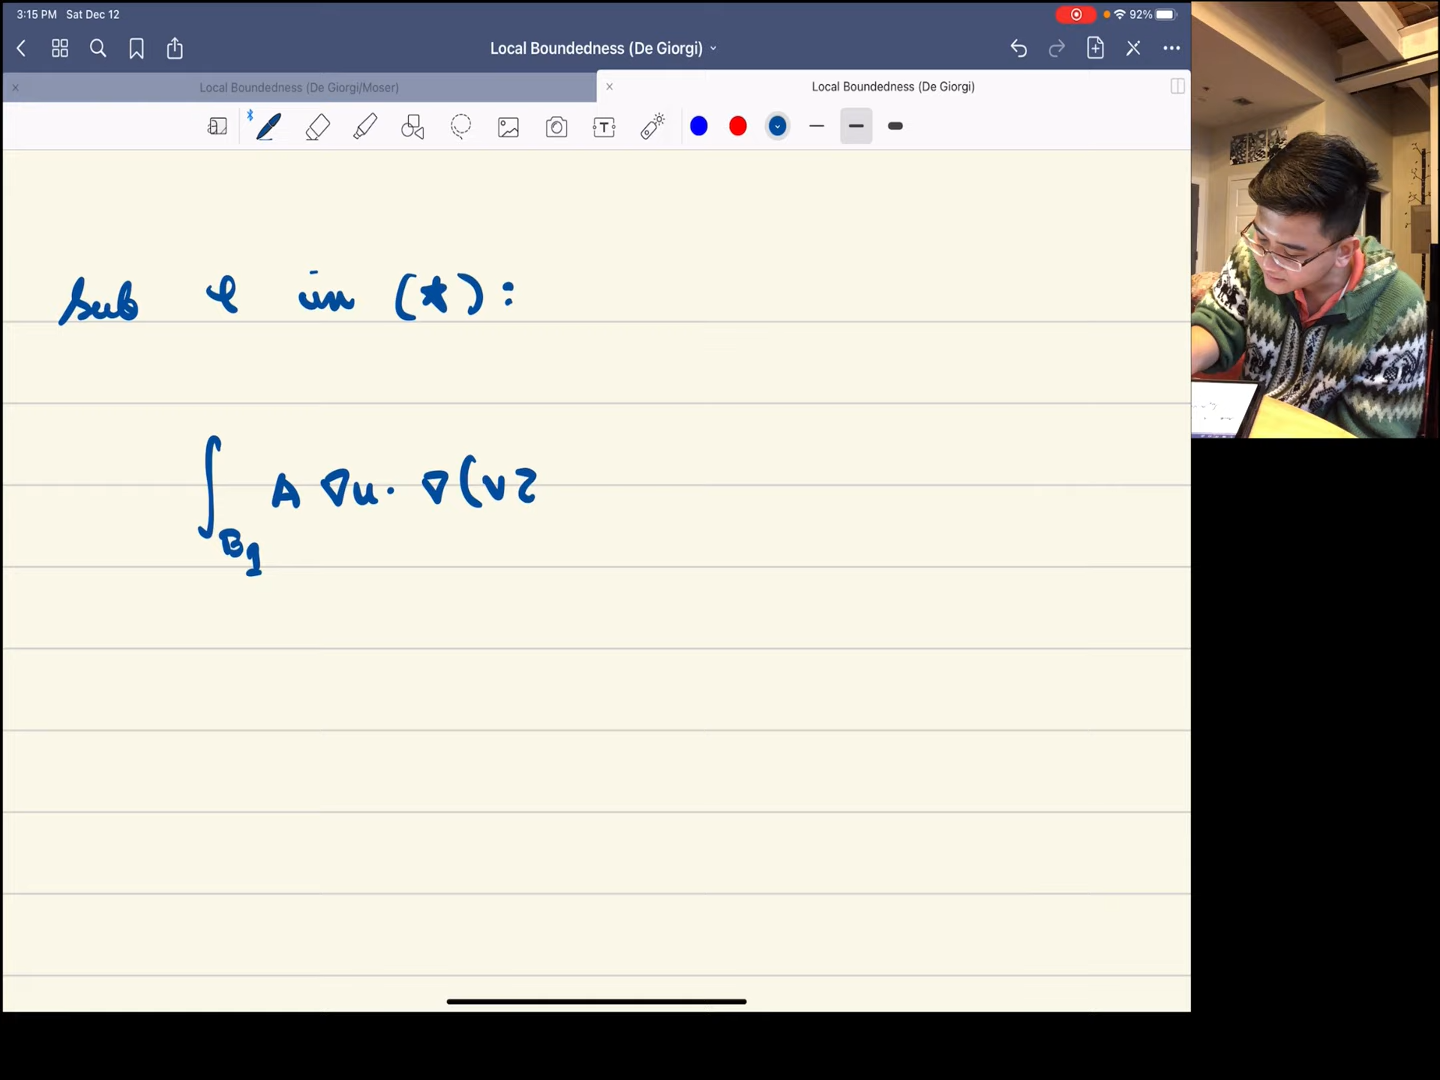 3:15 PM Sat Dec 12
92%
Local Boundedness (De Giorgi)
Local Boundedness (De Giorgi/Moser)
Local Boundedness (De Giorgi)
T
sub φ in (★):
∫_{B_1} A ∇u · ∇(vζ